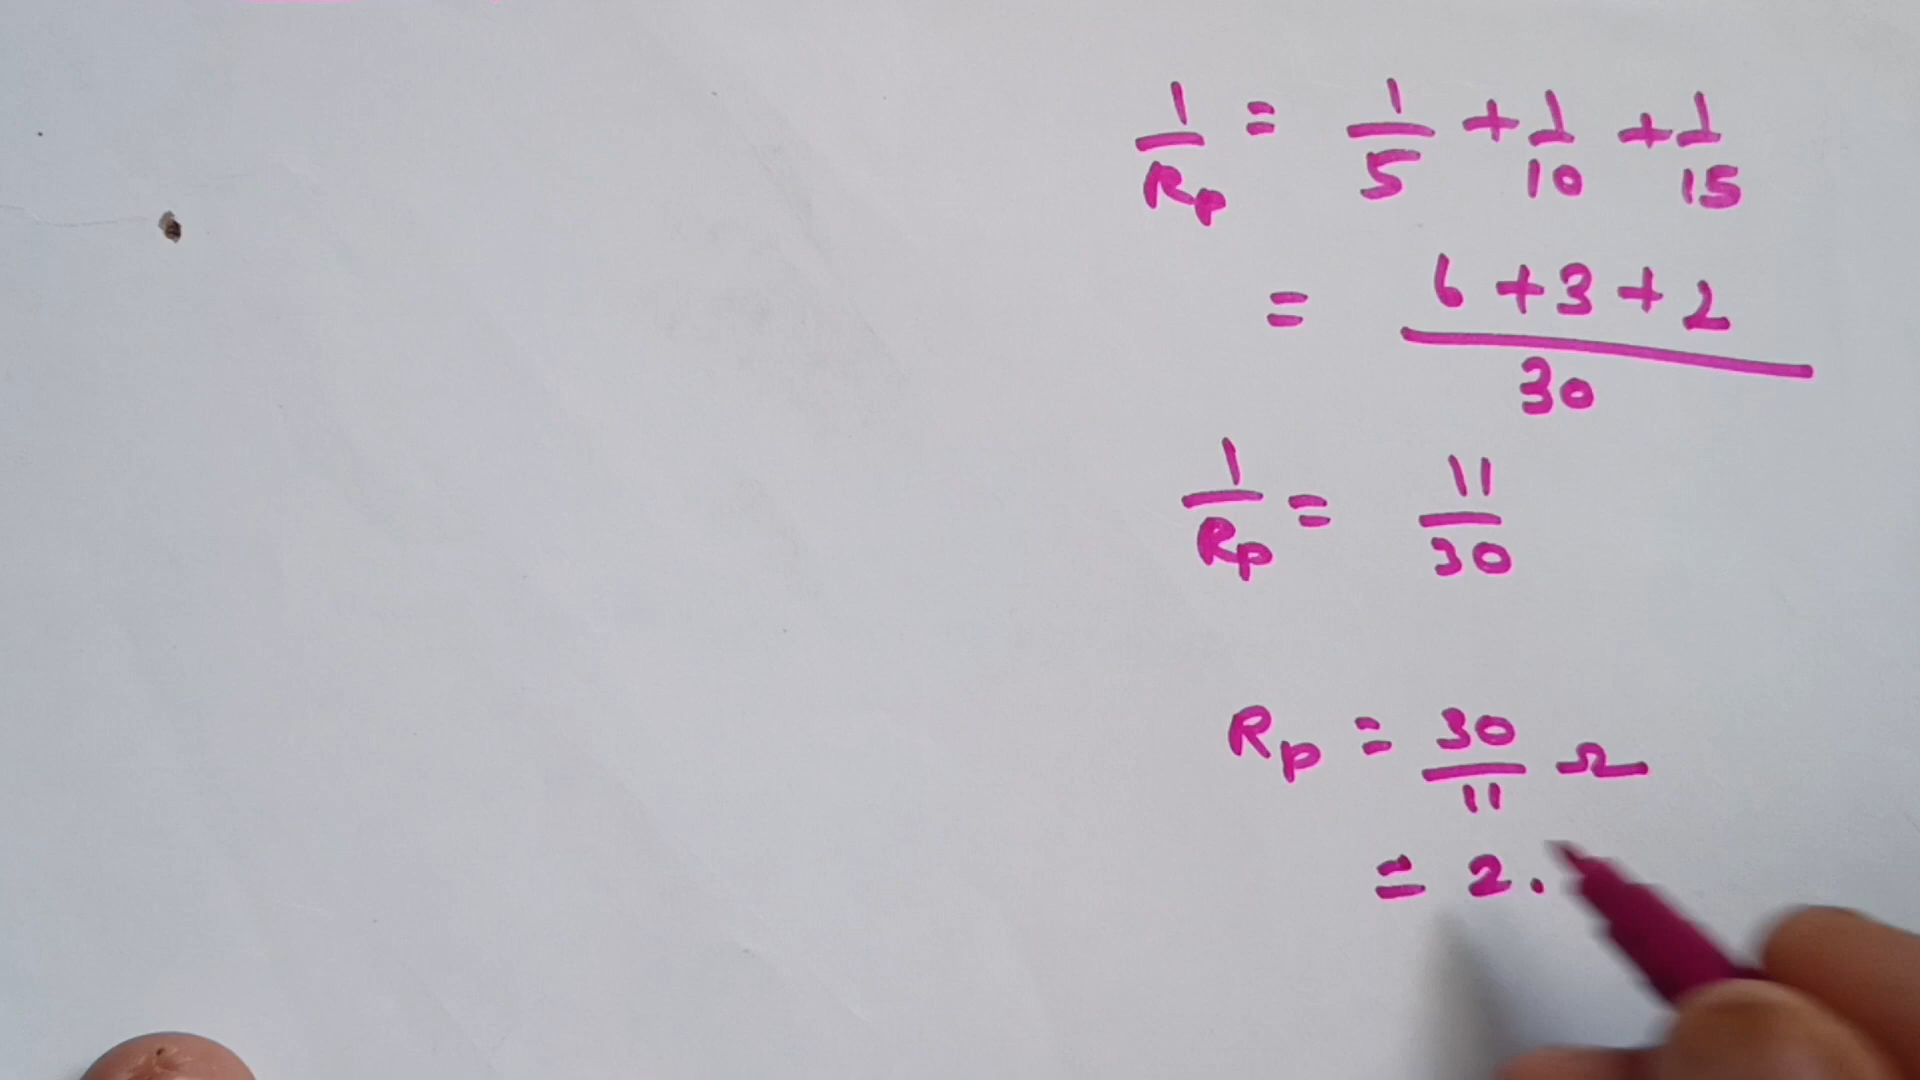 1/Rp = 1/5 + 1/10 + 1/15
= 6 + 3 + 2/30
1/Rp = 11/30
Rp = 30/11 Ω
= 2.